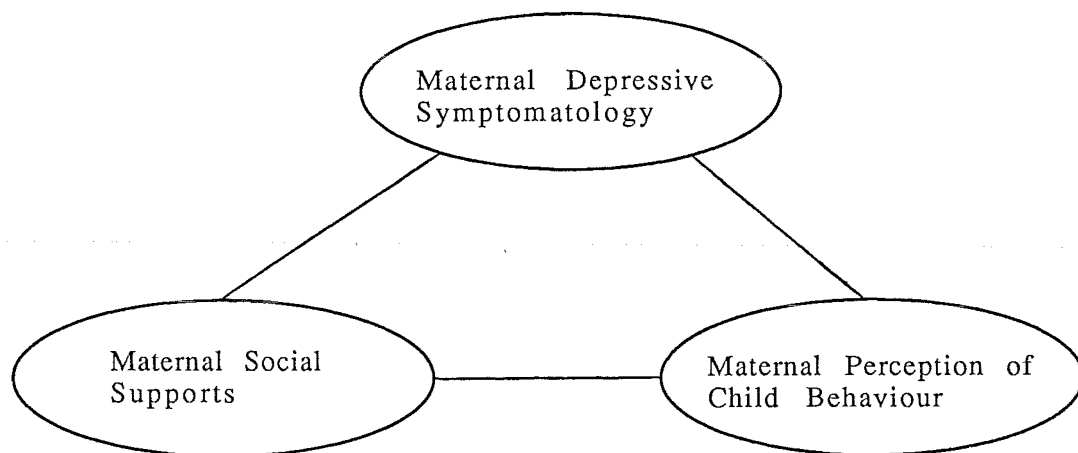 Maternal Depressive
Symptomatology
Maternal Social
Supports
Maternal Perception of
Child Behaviour